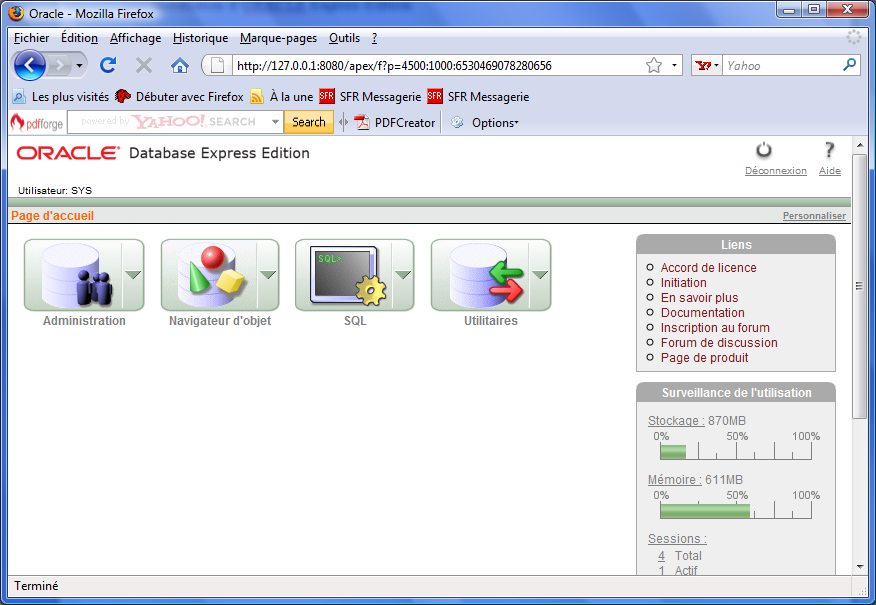 Oracle - Mozilla Firefox
Fichier Édition Affichage Historique Marque-pages Outils ?
http://127.0.0.1:8080/apex/f?p=4500:1000:6530469078280656 Yahoo
Les plus visités Débuter avec Firefox À la une SFR SFR Messagerie SFR SFR Messagerie
pdfforge powered by YAHOO! SEARCH Search PDFCreator Options
ORACLE® Database Express Edition
Déconnexion Aide
Utilisateur: SYS
Page d'accueil Personnaliser
SQL>
Administration Navigateur d'objet SQL Utilitaires
Liens
Accord de licence
Initiation
En savoir plus
Documentation
Inscription au forum
Forum de discussion
Page de produit
Surveillance de l'utilisation
Stockage : 870MB
0% 50% 100%
Mémoire : 611MB
0% 50% 100%
Sessions :
4 Total
1 Actif
Terminé